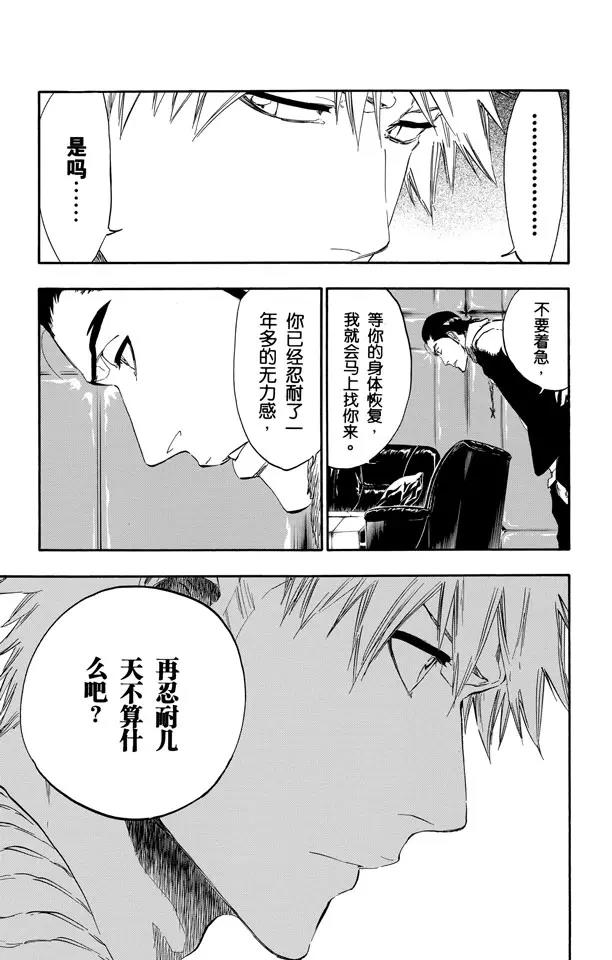 …………
是吗……
不要着急，
等你的身体恢复，
我就会马上找你来。
你已经忍耐了一
年多的无力感，
再忍耐几
天不算什
么吧？